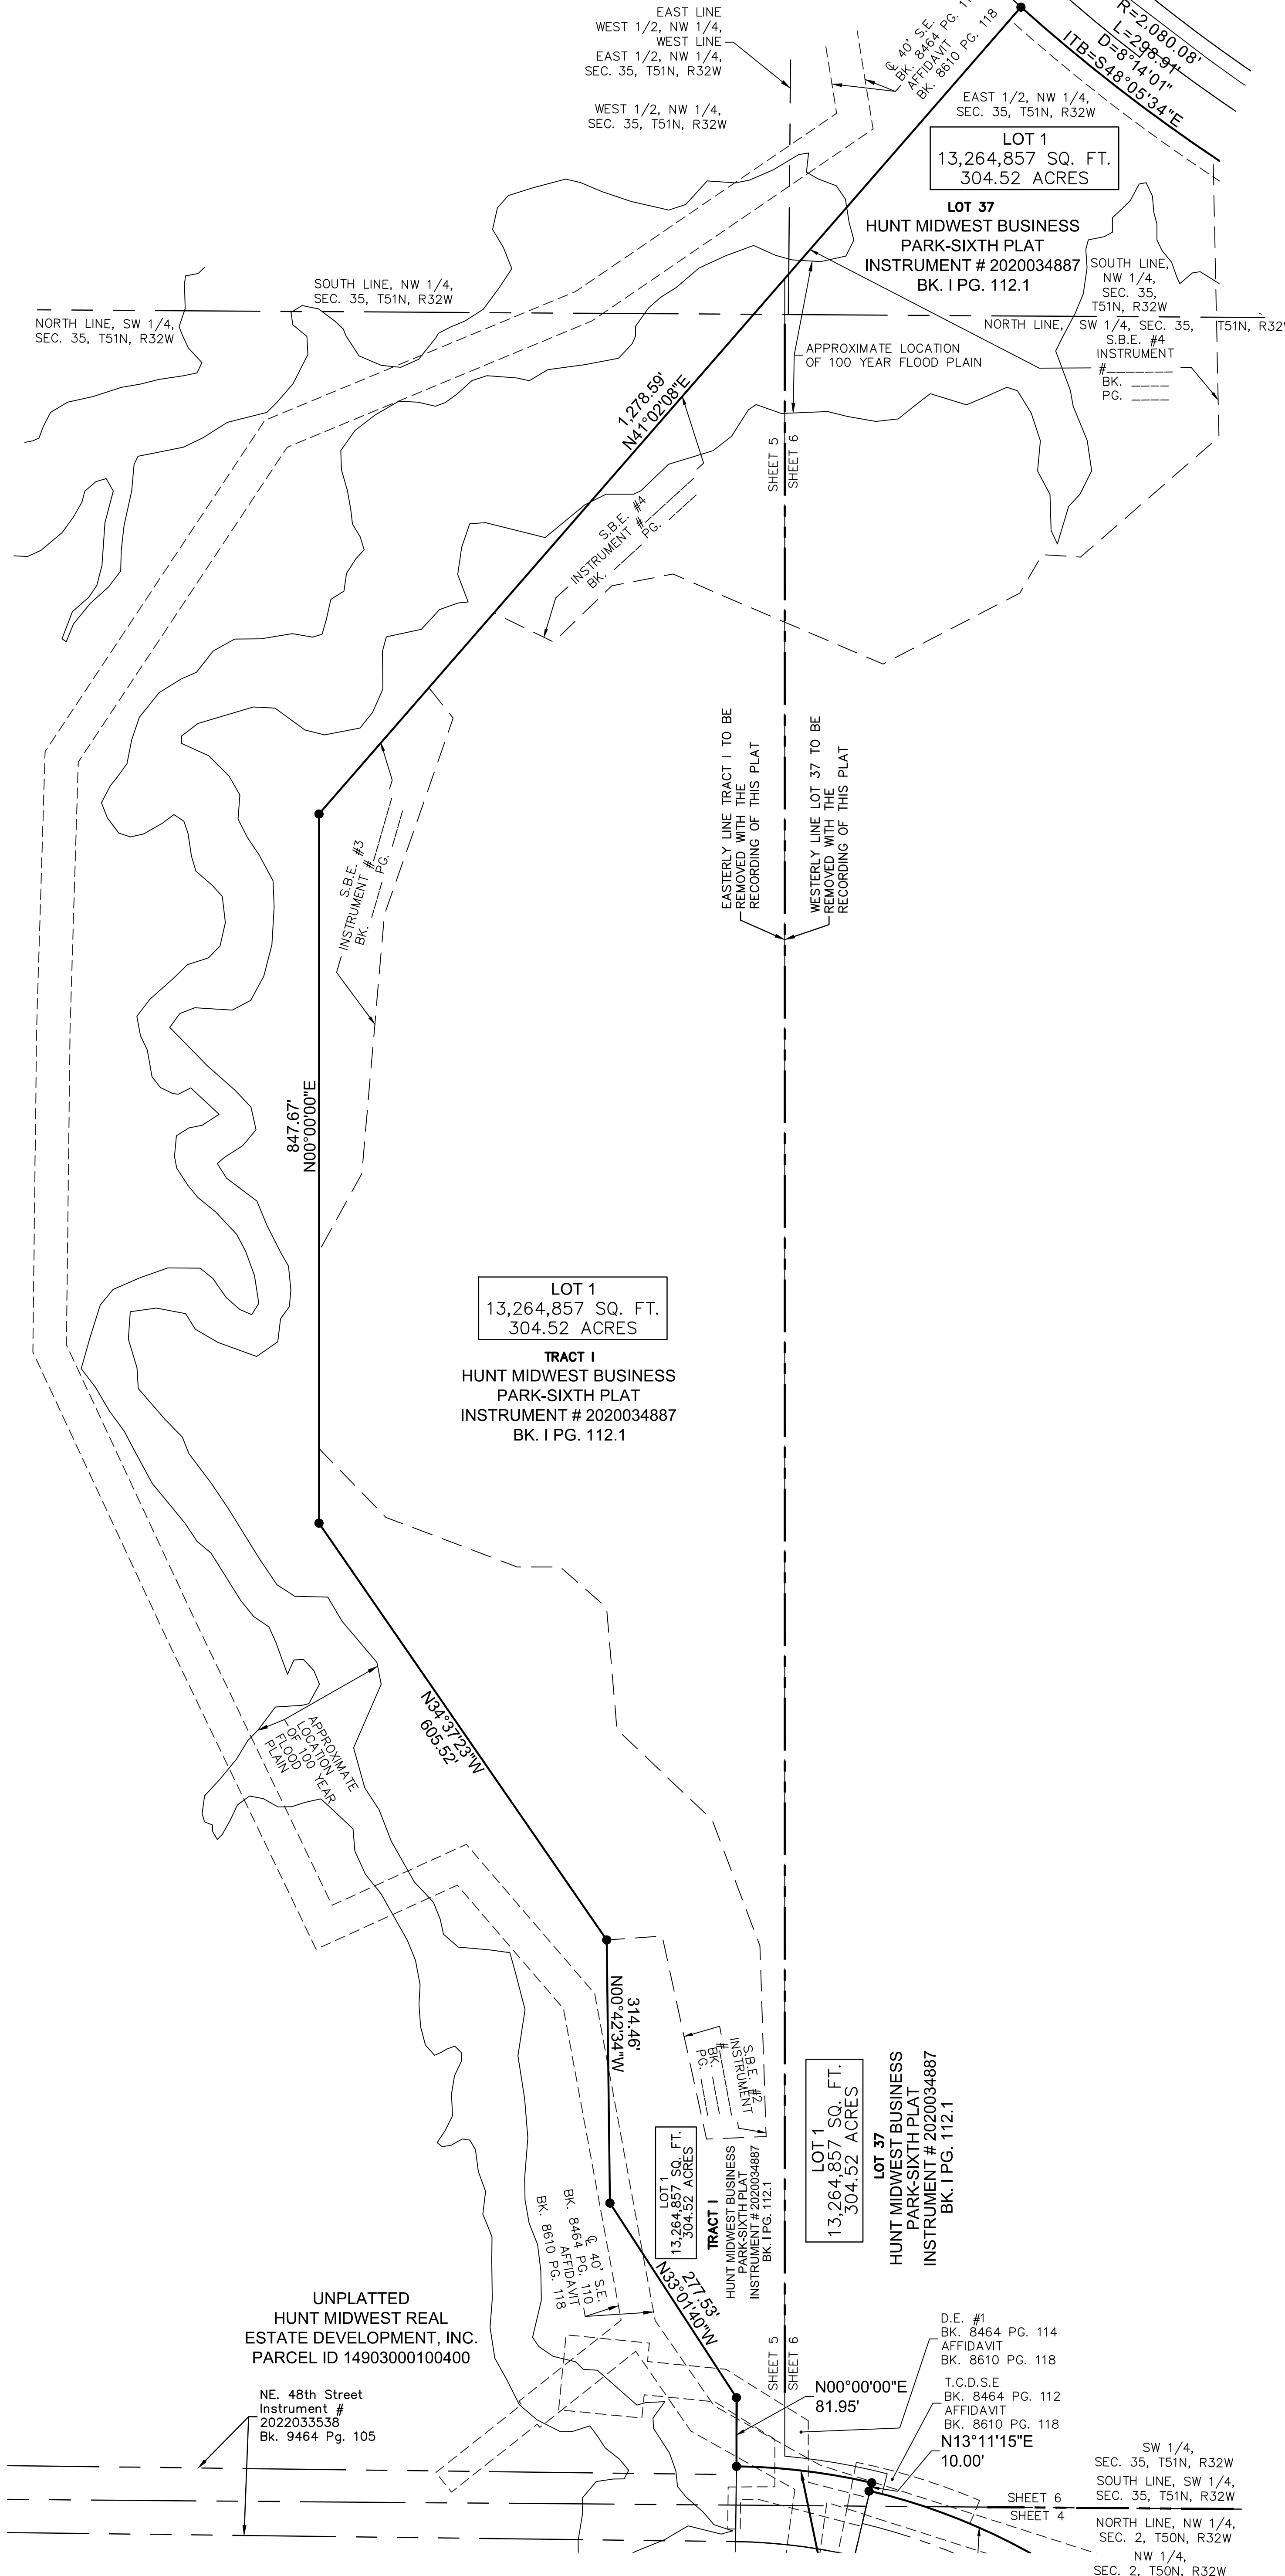 EAST LINE
WEST 1/2, NW 1/4,
WEST LINE
EAST 1/2, NW 1/4,
SEC. 35, T51N, R32W
WEST 1/2, NW 1/4,
SEC. 35, T51N, R32W
℄ 40' S.E.
BK. 8464 PG.
AFFIDAVIT
BK. 8610 PG. 118
R=2,080.08'
L=298.91'
D=8°14'01"
ITB=S48°05'34"E
EAST 1/2, NW 1/4,
SEC. 35, T51N, R32W
LOT 1
13,264,857 SQ. FT.
304.52 ACRES
LOT 37
HUNT MIDWEST BUSINESS
PARK-SIXTH PLAT
INSTRUMENT # 2020034887
BK. I PG. 112.1
SOUTH LINE,
NW 1/4,
SEC. 35,
T51N, R32W
SOUTH LINE, NW 1/4,
SEC. 35, T51N, R32W
NORTH LINE, SW 1/4,
SEC. 35, T51N, R32W
NORTH LINE, SW 1/4, SEC. 35, T51N,
S.B.E. #4
INSTRUMENT
#_______
BK. ____
PG. ____
APPROXIMATE LOCATION
OF 100 YEAR FLOOD PLAIN
1,278.59'
N41°02'08"E
SHEET 5
SHEET 6
S.B.E. #4
INSTRUMENT #_______
BK. ____ PG. ____
EASTERLY LINE TRACT I TO BE
REMOVED WITH THE
RECORDING OF THIS PLAT
WESTERLY LINE LOT 37 TO BE
REMOVED WITH THE
RECORDING OF THIS PLAT
S.B.E. #3
INSTRUMENT #_______
BK. ____ PG. ____
847.67'
N00°00'00"E
LOT 1
13,264,857 SQ. FT.
304.52 ACRES
TRACT I
HUNT MIDWEST BUSINESS
PARK-SIXTH PLAT
INSTRUMENT # 2020034887
BK. I PG. 112.1
N34°37'23"W
605.52'
APPROXIMATE
LOCATION
OF 100 YEAR
FLOOD
PLAIN
314.46'
N00°42'34"W
S.B.E. #2
INSTRUMENT
#_______
BK. ____
PG. ____
LOT 1
13,264,857 SQ. FT.
304.52 ACRES
TRACT I
HUNT MIDWEST BUSINESS
PARK-SIXTH PLAT
INSTRUMENT # 2020034887
BK. I PG. 112.1
LOT 1
13,264,857 SQ. FT.
304.52 ACRES
LOT 37
HUNT MIDWEST BUSINESS
PARK-SIXTH PLAT
INSTRUMENT # 2020034887
BK. I PG. 112.1
℄ 40' S.E.
BK. 8464 PG. 110
AFFIDAVIT
BK. 8610 PG. 118
277.53'
N33°01'40"W
UNPLATTED
HUNT MIDWEST REAL
ESTATE DEVELOPMENT, INC.
PARCEL ID 14903000100400
NE. 48th Street
Instrument #
2022033538
Bk. 9464 Pg. 105
SHEET 5
SHEET 6
N00°00'00"E
81.95'
D.E. #1
BK. 8464 PG. 114
AFFIDAVIT
BK. 8610 PG. 118
T.C.D.S.E
BK. 8464 PG. 112
AFFIDAVIT
BK. 8610 PG. 118
N13°11'15"E
10.00'
SW 1/4,
SEC. 35, T51N, R32W
SOUTH LINE, SW 1/4,
SEC. 35, T51N, R32W
SHEET 6
SHEET 4
NORTH LINE, NW 1/4,
SEC. 2, T50N, R32W
NW 1/4,
SEC. 2, T50N, R32W